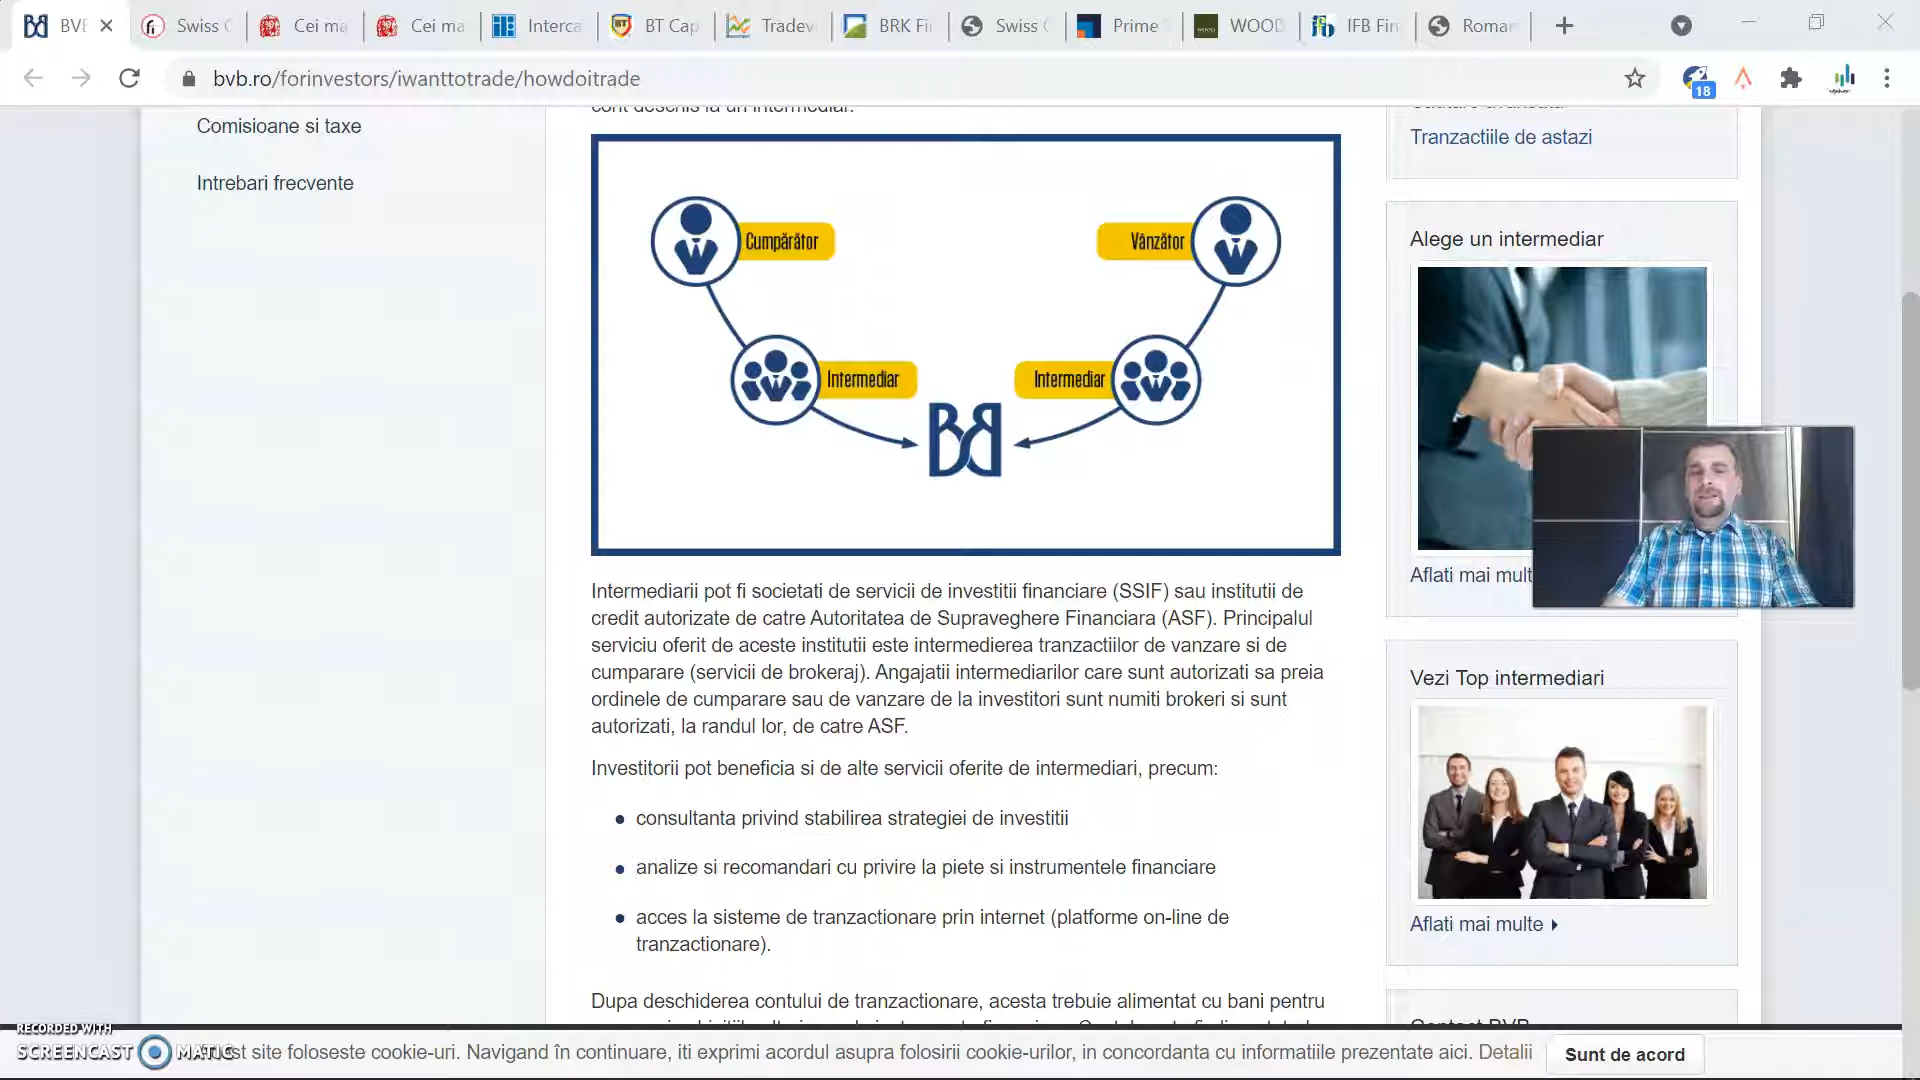 BVB
Swiss C
Cei ma
Cei ma
Interca
BT Cap
Tradev
BRK Fi
Swiss C
Prime
WOOD
IFB Fin
Roman
bvb.ro/forinvestors/iwanttotrade/howdoitrade
18
cont deschis la un intermediar.
Comisioane si taxe
Intrebari frecvente
Cumpărător
Vânzător
Intermediar
Intermediar
Intermediarii pot fi societati de servicii de investitii financiare (SSIF) sau institutii de
credit autorizate de catre Autoritatea de Supraveghere Financiara (ASF). Principalul
serviciu oferit de aceste institutii este intermedierea tranzactiilor de vanzare si de
cumparare (servicii de brokeraj). Angajatii intermediarilor care sunt autorizati sa preia
ordinele de cumparare sau de vanzare de la investitori sunt numiti brokeri si sunt
autorizati, la randul lor, de catre ASF.
Investitorii pot beneficia si de alte servicii oferite de intermediari, precum:
consultanta privind stabilirea strategiei de investitii
analize si recomandari cu privire la piete si instrumentele financiare
acces la sisteme de tranzactionare prin internet (platforme on-line de
tranzactionare).
Dupa deschiderea contului de tranzactionare, acesta trebuie alimentat cu bani pentru
Tranzactiile de astazi
Alege un intermediar
Aflati mai mult
Vezi Top intermediari
Aflati mai multe
Contact BVB
RECORDED WITH
SCREENCAST MATIC
st site foloseste cookie-uri. Navigand în continuare, iti exprimi acordul asupra folosirii cookie-urilor, in concordanta cu informatiile prezentate aici. Detalii
Sunt de acord